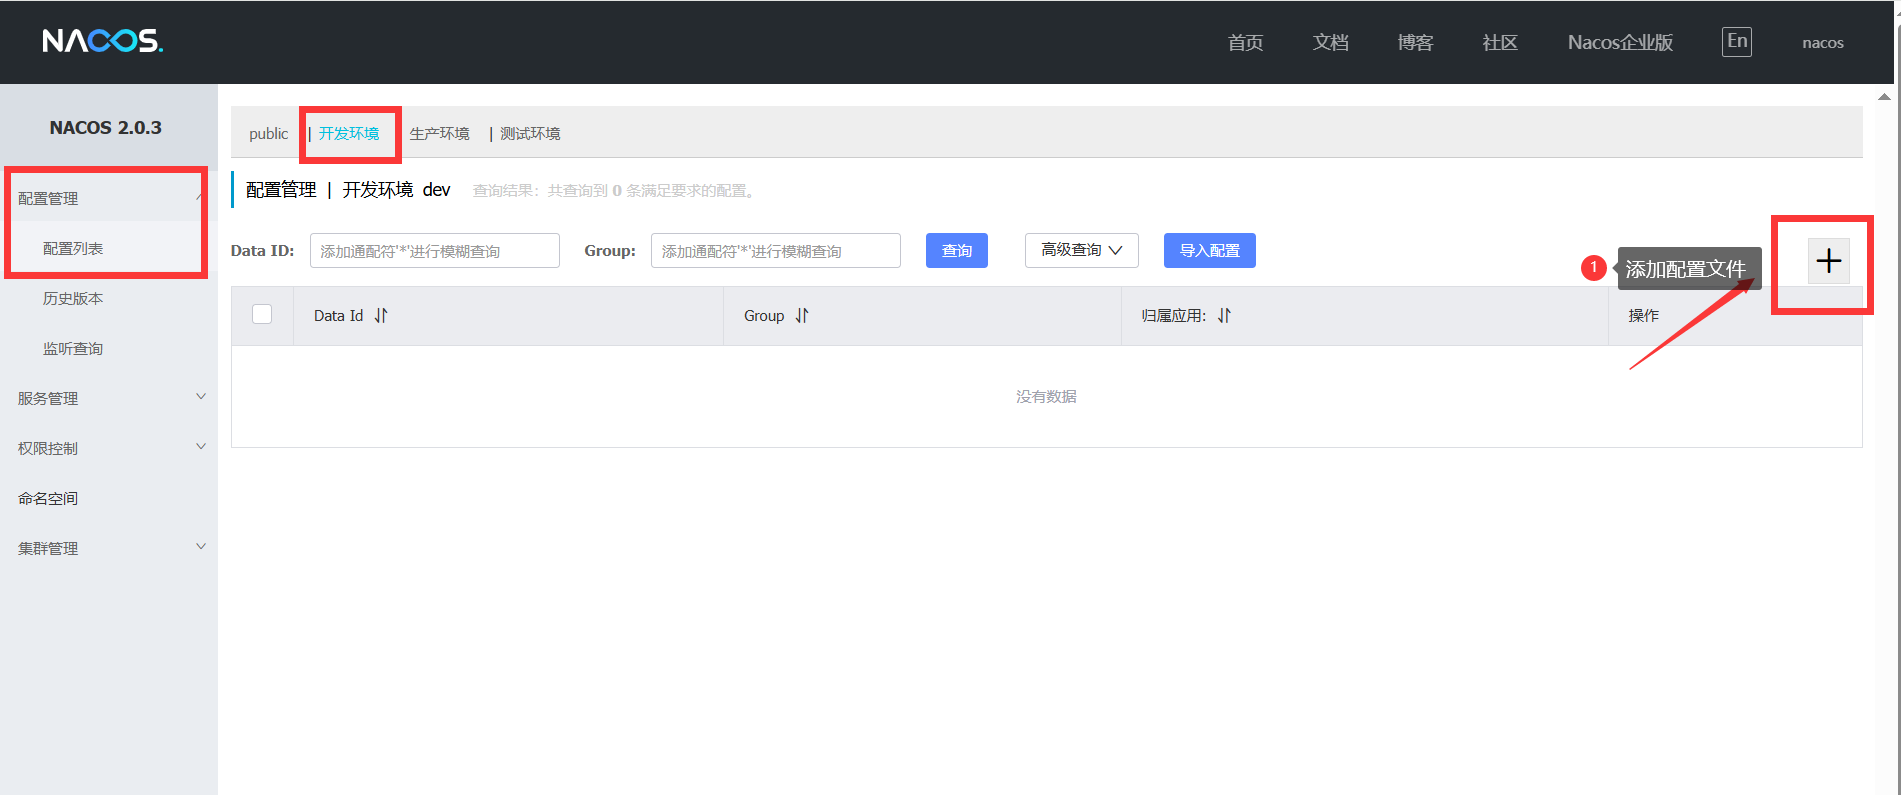 NACOS.
首页 文档 博客 社区 Nacos企业版 En nacos
NACOS 2.0.3
配置管理
配置列表
历史版本
监听查询
服务管理
权限控制
命名空间
集群管理
public | 开发环境 生产环境 | 测试环境
配置管理 | 开发环境 dev 查询结果：共查询到 0 条满足要求的配置。
Data ID: 添加通配符'*'进行模糊查询 Group: 添加通配符'*'进行模糊查询 查询 高级查询 导入配置
1 添加配置文件
Data Id Group 归属应用: 操作
没有数据